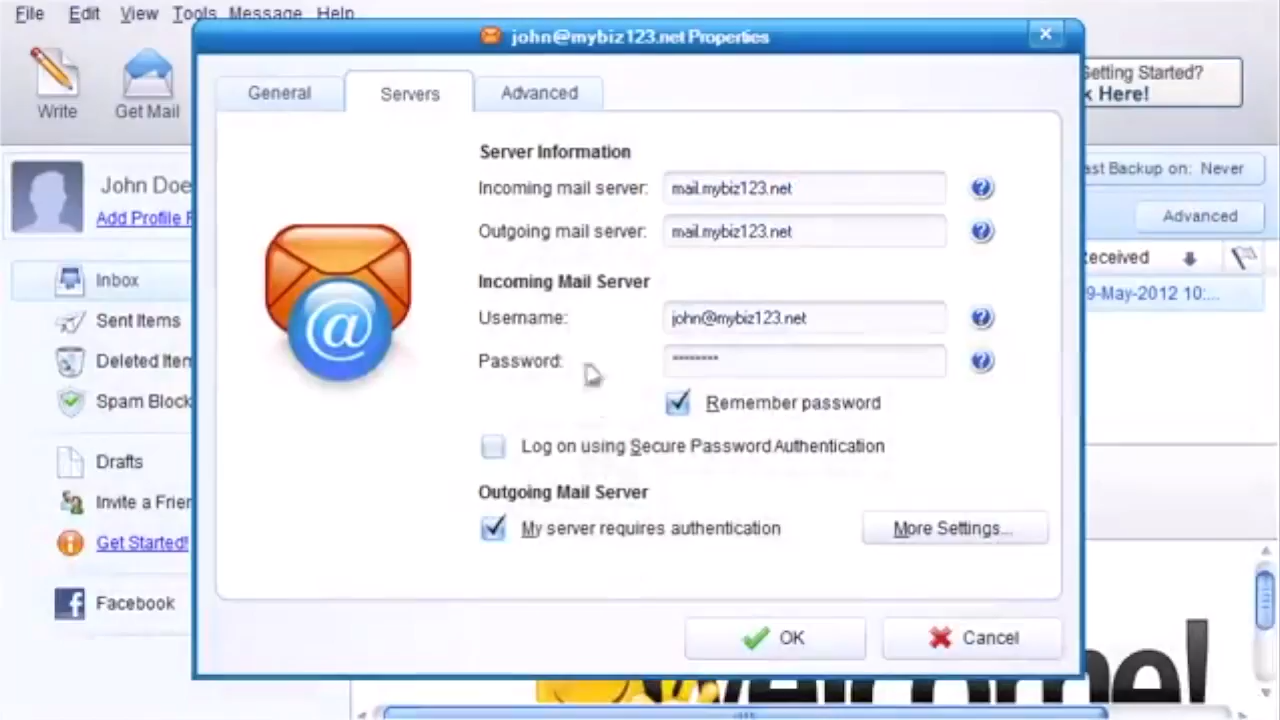 File Edit View Tools Message Help
john@mybiz123.net Properties
Write
Get Mail
Getting Started?
k Here!
General
Servers
Advanced
Server Information
Incoming mail server: mail.mybiz123.net
Outgoing mail server: mail.mybiz123.net
Incoming Mail Server
Username: john@mybiz123.net
Password: ********
Remember password
Log on using Secure Password Authentication
Outgoing Mail Server
My server requires authentication
More Settings...
OK
Cancel
John Doe
Add Profile
Inbox
Sent Items
Deleted Item
Spam Block
Drafts
Invite a Frien
Get Started!
Facebook
ast Backup on: Never
Advanced
Received
9-May-2012 10:...
Welcome!